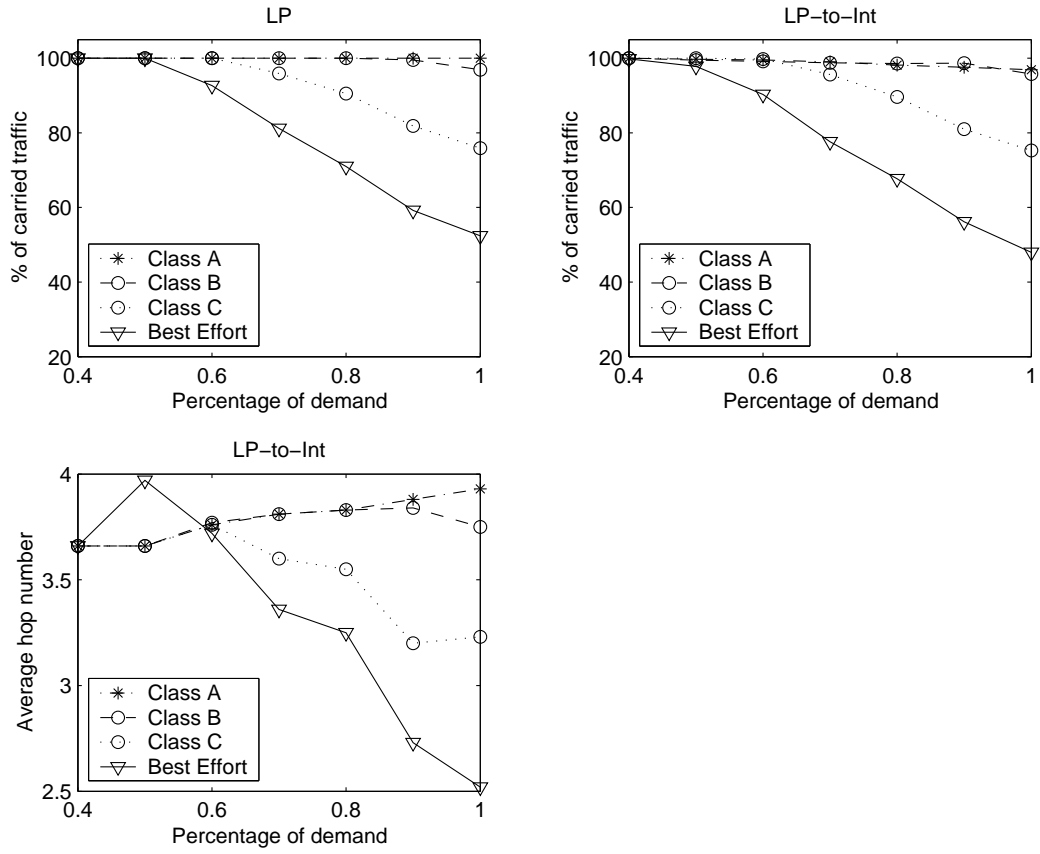 LP
100
80
60
40
20
% of carried traffic
Class A
Class B
Class C
Best Effort
0.4
0.6
0.8
1
Percentage of demand
LP−to−Int
100
80
60
40
20
% of carried traffic
Class A
Class B
Class C
Best Effort
0.4
0.6
0.8
1
Percentage of demand
LP−to−Int
4
3.5
3
2.5
Average hop number
Class A
Class B
Class C
Best Effort
0.4
0.6
0.8
1
Percentage of demand